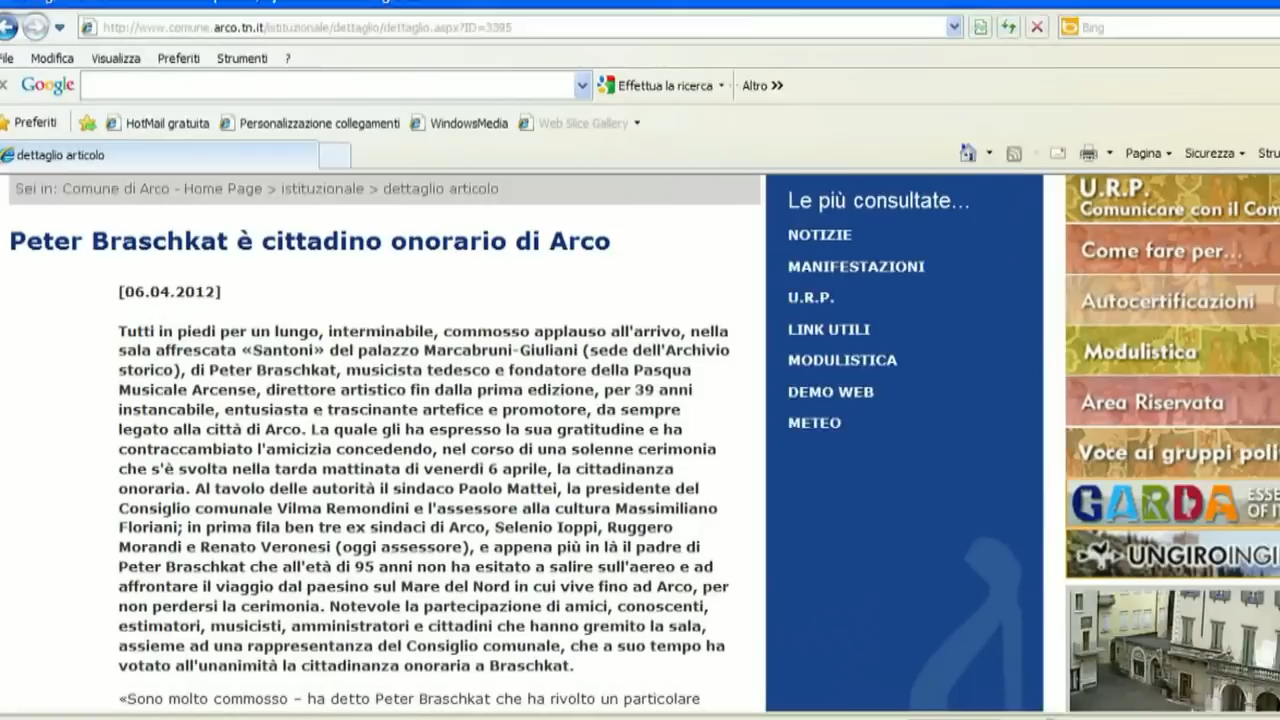 http://www.comune.arco.tn.it/istituzionale/dettaglio/dettaglio.aspx?ID=3395
Bing
File Modifica Visualizza Preferiti Strumenti ?
x Google Effettua la ricerca Altro »
Preferiti HotMail gratuita Personalizzazione collegamenti WindowsMedia Web Slice Gallery
dettaglio articolo
Pagina Sicurezza
Sei in: Comune di Arco - Home Page > istituzionale > dettaglio articolo
Peter Braschkat è cittadino onorario di Arco
[06.04.2012]
Tutti in piedi per un lungo, interminabile, commosso applauso all'arrivo, nella
sala affrescata «Santoni» del palazzo Marcabruni-Giuliani (sede dell'Archivio
storico), di Peter Braschkat, musicista tedesco e fondatore della Pasqua
Musicale Arcense, direttore artistico fin dalla prima edizione, per 39 anni
instancabile, entusiasta e trascinante artefice e promotore, da sempre
legato alla città di Arco. La quale gli ha espresso la sua gratitudine e ha
contraccambiato l'amicizia concedendo, nel corso di una solenne cerimonia
che s'è svolta nella tarda mattinata di venerdì 6 aprile, la cittadinanza
onoraria. Al tavolo delle autorità il sindaco Paolo Mattei, la presidente del
Consiglio comunale Vilma Remondini e l'assessore alla cultura Massimiliano
Floriani; in prima fila ben tre ex sindaci di Arco, Selenio Ioppi, Ruggero
Morandi e Renato Veronesi (oggi assessore), e appena più in là il padre di
Peter Braschkat che all'età di 95 anni non ha esitato a salire sull'aereo e ad
affrontare il viaggio dal paesino sul Mare del Nord in cui vive fino ad Arco, per
non perdersi la cerimonia. Notevole la partecipazione di amici, conoscenti,
estimatori, musicisti, amministratori e cittadini che hanno gremito la sala,
assieme ad una rappresentanza del Consiglio comunale, che a suo tempo ha
votato all'unanimità la cittadinanza onoraria a Braschkat.
«Sono molto commosso – ha detto Peter Braschkat che ha rivolto un particolare
Le più consultate...
NOTIZIE
MANIFESTAZIONI
U.R.P.
LINK UTILI
MODULISTICA
DEMO WEB
METEO
U.R.P.
Comunicare con il Com
Come fare per...
Autocertificazioni
Modulistica
Area Riservata
Voce ai gruppi poli
GARDA
ESSE
OF IT
UNGIROINGI